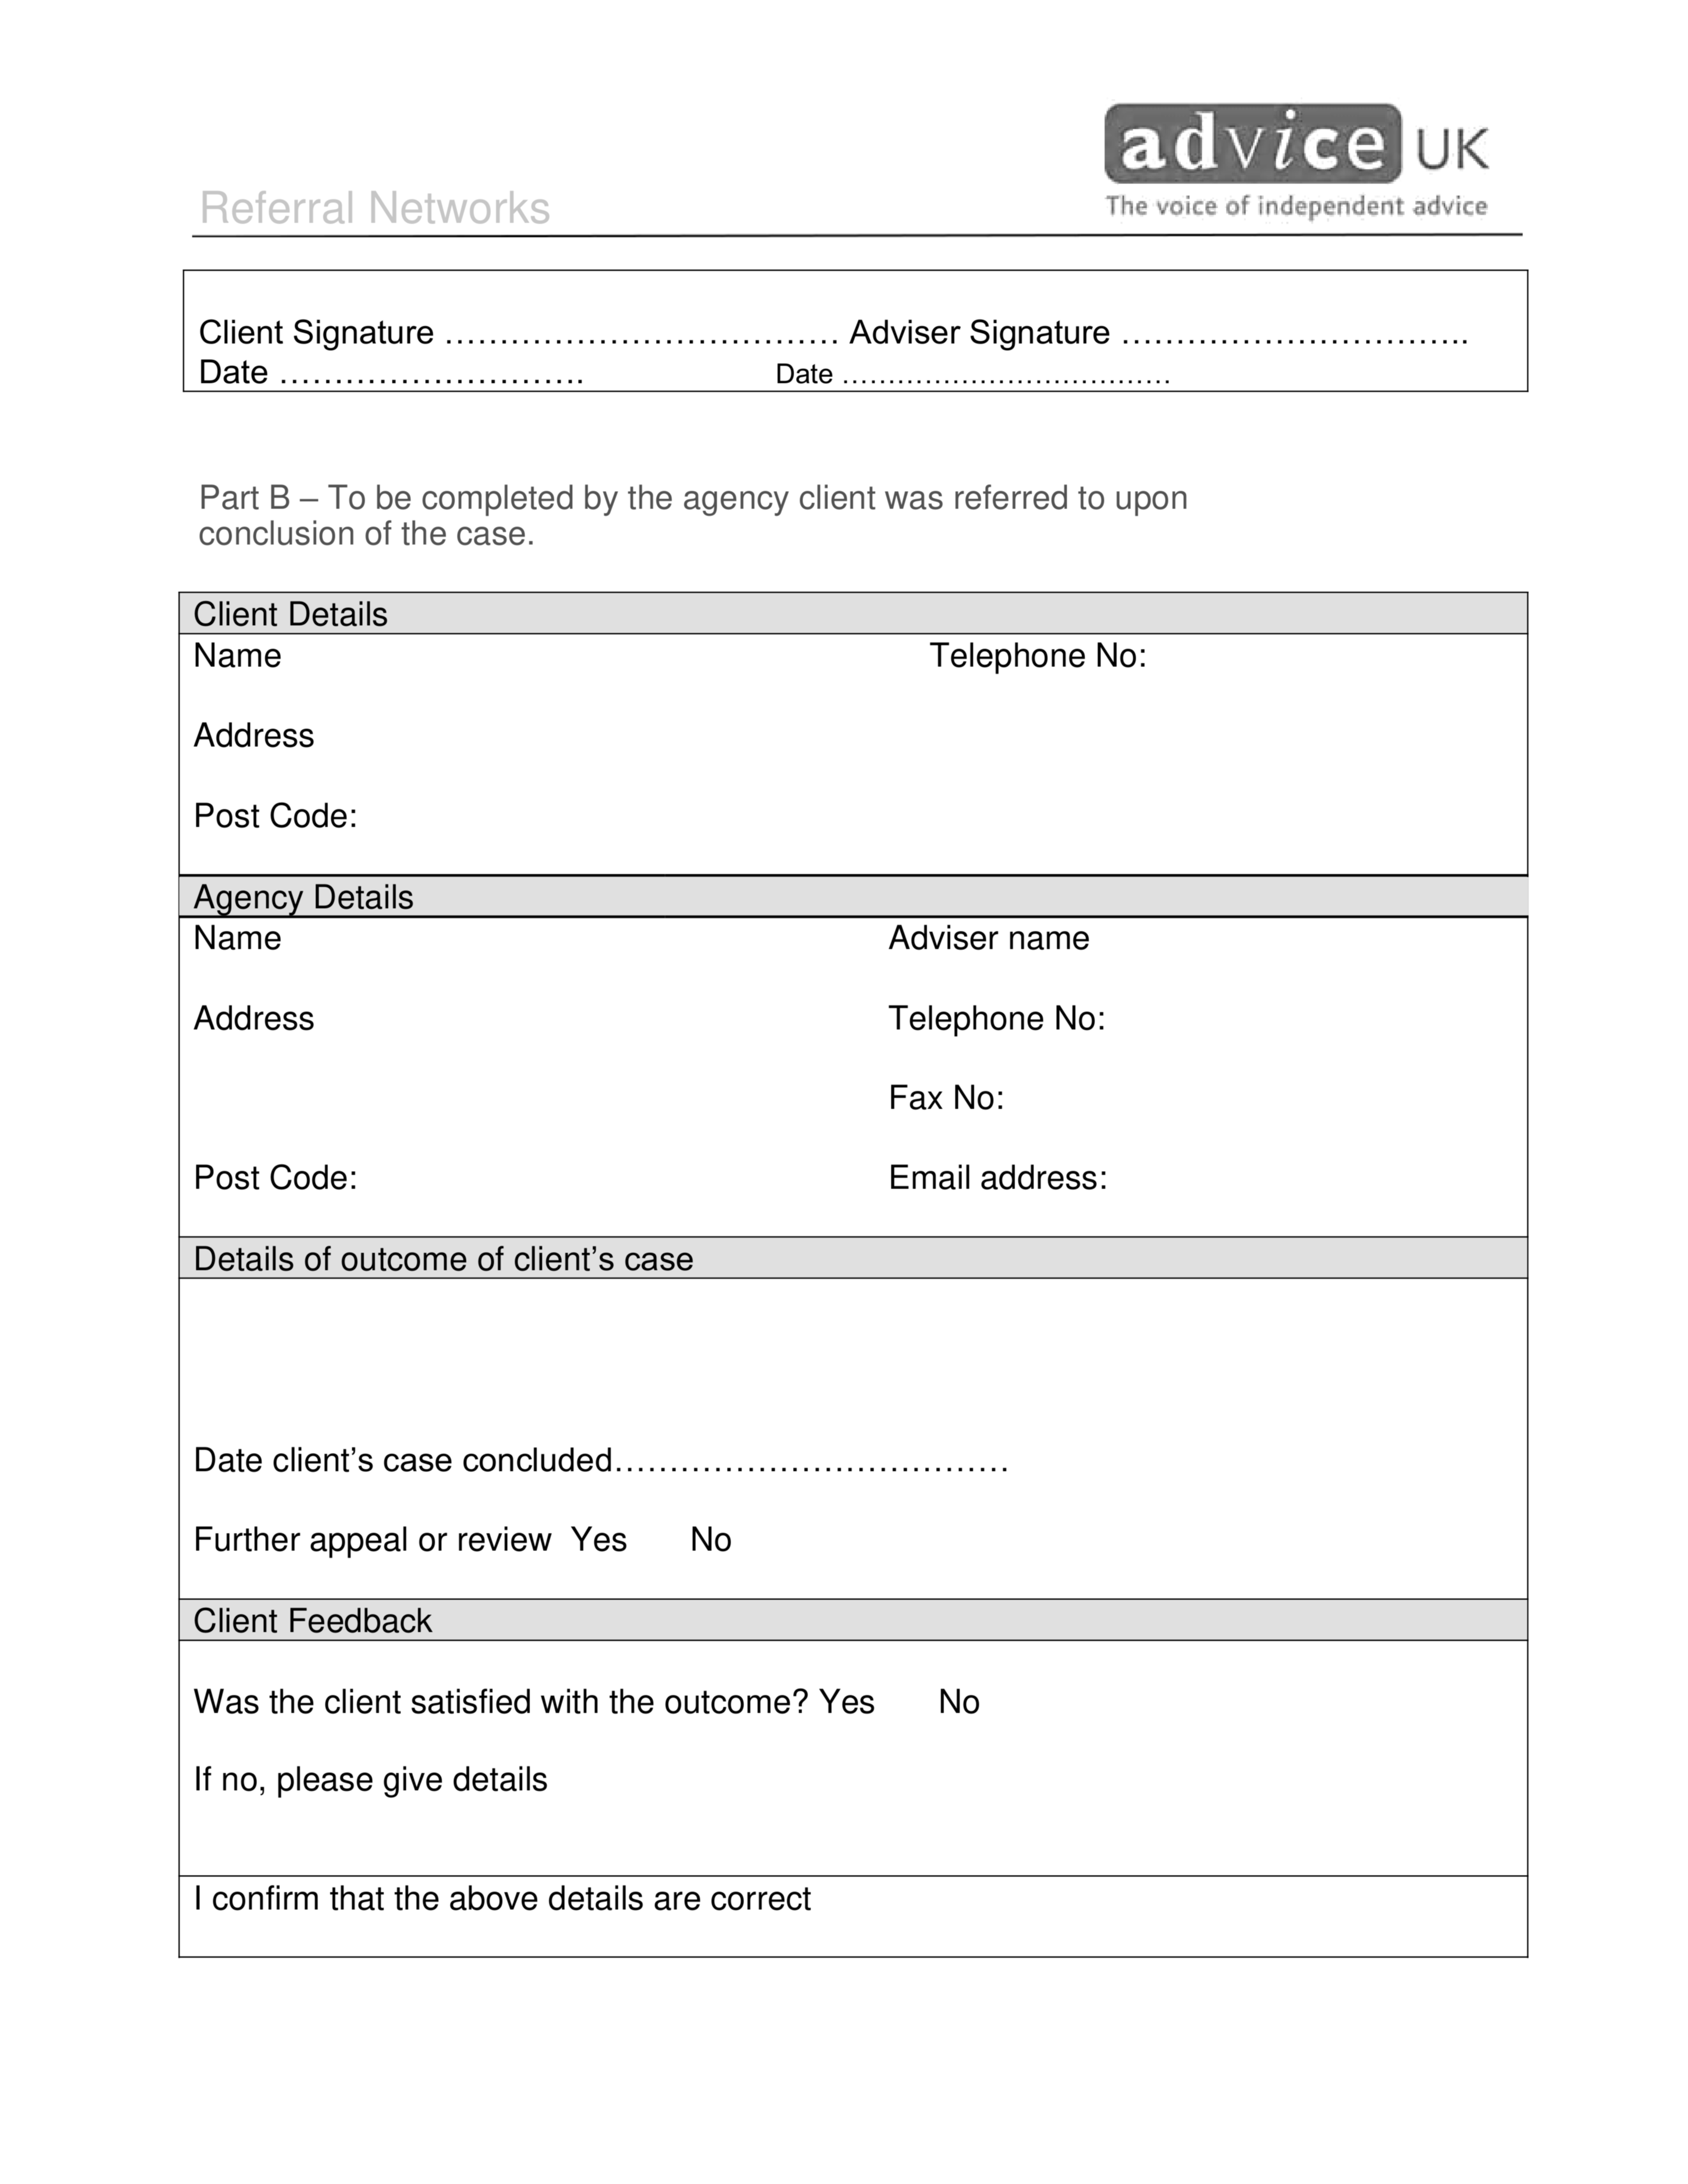 advice UK
Referral Networks
The voice of independent advice
Client Signature ……………………………… Adviser Signature …………………………..
Date ………………………. Date ………………………………
Part B – To be completed by the agency client was referred to upon
conclusion of the case.
Client Details
Name Telephone No:
Address
Post Code:
Agency Details
Name Adviser name
Address Telephone No:
Fax No:
Post Code: Email address:
Details of outcome of client’s case
Date client’s case concluded………………………………
Further appeal or review Yes No
Client Feedback
Was the client satisfied with the outcome? Yes No
If no, please give details
I confirm that the above details are correct